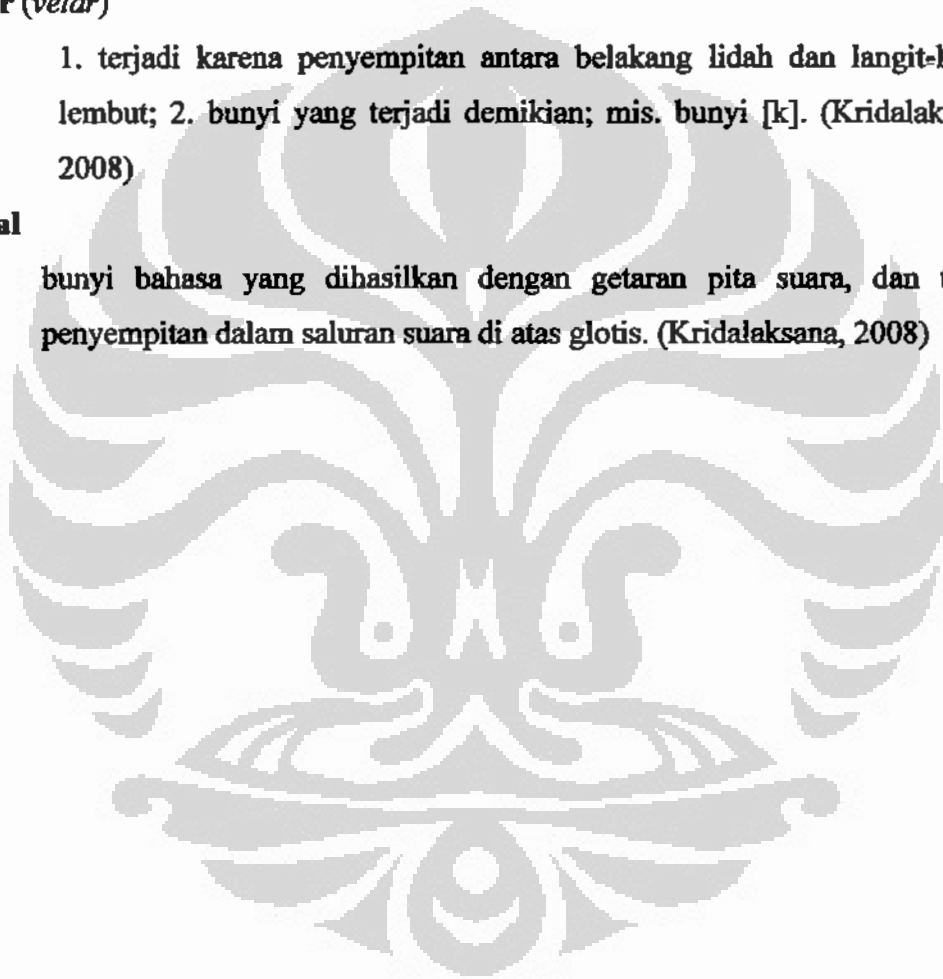 r (velar)
1. terjadi karena penyempitan antara belakang lidah dan langit-l
lembut; 2. bunyi yang terjadi demikian; mis. bunyi [k]. (Kridalak
2008)
al
bunyi bahasa yang dihasilkan dengan getaran pita suara, dan t
penyempitan dalam saluran suara di atas glotis. (Kridalaksana, 2008)